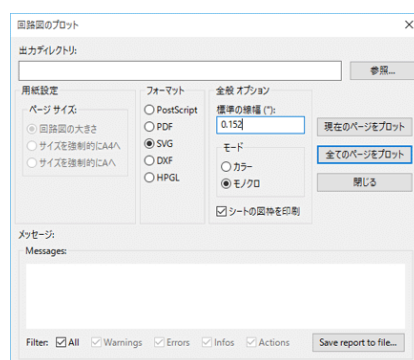 回路図のプロット
出力ディレクトリ:
参照...
用紙設定
ページ サイズ:
回路図の大きさ
サイズを強制的にA4へ
サイズを強制的にAへ
フォーマット
PostScript
PDF
SVG
DXF
HPGL
全般 オプション
標準の線幅 ("):
0.152
モード
カラー
モノクロ
シートの図枠を印刷
現在のページをプロット
全てのページをプロット
閉じる
メッセージ:
Messages:
Filter: All Warnings Errors Infos Actions Save report to file...